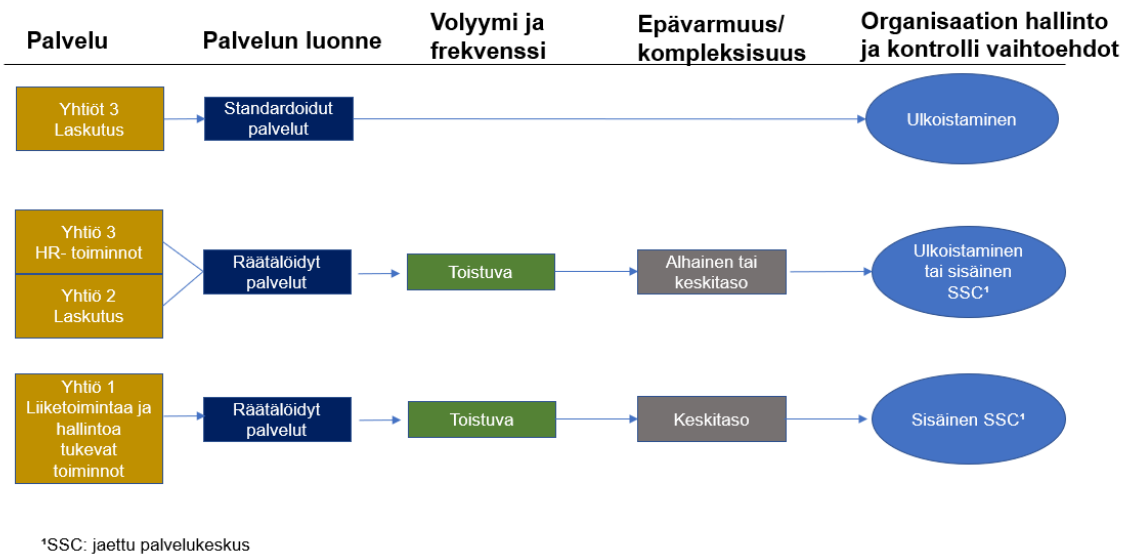 Palvelu
Palvelun luonne
Volyymi ja
frekvenssi
Epävarmuus/
kompleksisuus
Organisaation hallinto
ja kontrolli vaihtoehdot
Yhtiöt 3
Laskutus
Standardoidut
palvelut
Ulkoistaminen
Yhtiö 3
HR- toiminnot
Yhtiö 2
Laskutus
Räätälöidyt
palvelut
Toistuva
Alhainen tai
keskitaso
Ulkoistaminen
tai sisäinen
SSC¹
Yhtiö 1
Liiketoimintaa ja
hallintoa
tukevat
toiminnot
Räätälöidyt
palvelut
Toistuva
Keskitaso
Sisäinen SSC¹
¹SSC: jaettu palvelukeskus